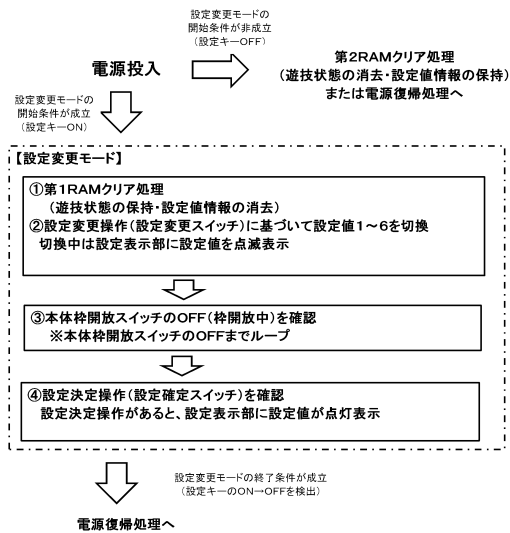 設定変更モードの
開始条件が非成立
(設定キーOFF)
電源投入
第2RAMクリア処理
(遊技状態の消去・設定値情報の保持)
または電源復帰処理へ
設定変更モードの
開始条件が成立
(設定キーON)
【設定変更モード】
①第1RAMクリア処理
(遊技状態の保持・設定値情報の消去)
②設定変更操作(設定変更スイッチ)に基づいて設定値1～6を切換
切換中は設定表示部に設定値を点滅表示
③本体枠開放スイッチのOFF(枠開放中)を確認
※本体枠開放スイッチのOFFまでループ
④設定決定操作(設定確定スイッチ)を確認
設定決定操作があると、設定表示部に設定値が点灯表示
設定変更モードの終了条件が成立
(設定キーのON→OFFを検出)
電源復帰処理へ